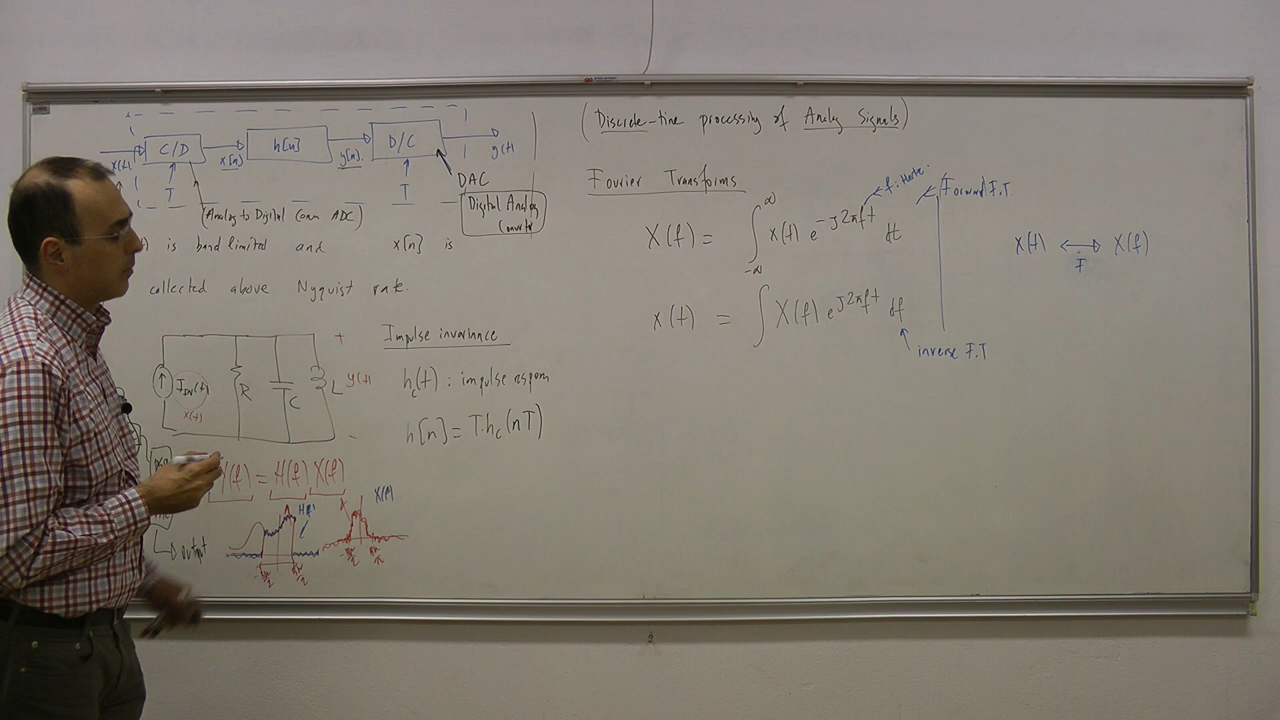 C/D
h[n]
D/C
x(t)
x[n]
y[n].
y(t)
T
T
DAC
(Analog to Digital Conv ADC)
Digital Analog
Convertor
is band limited and x[n] is
collected above Nyquist rate.
Impulse invariance
h_c(t) : impulse respon
h[n] = T.h_c(nT)
+
I_IN(t)
x(t)
R
C
L
y(t)
-
Y(f) = H(f) X(f)
H(f)
X(f)
output
(Discrete-time processing of Analog Signals)
Fourier Transforms
X(f) = ∫_{-∞}^{∞} x(t) e^{-j2πft} dt
Forward F.T
x(t) = ∫ X(f) e^{j2πft} df
inverse F.T
x(t) ⟷ X(f)
F